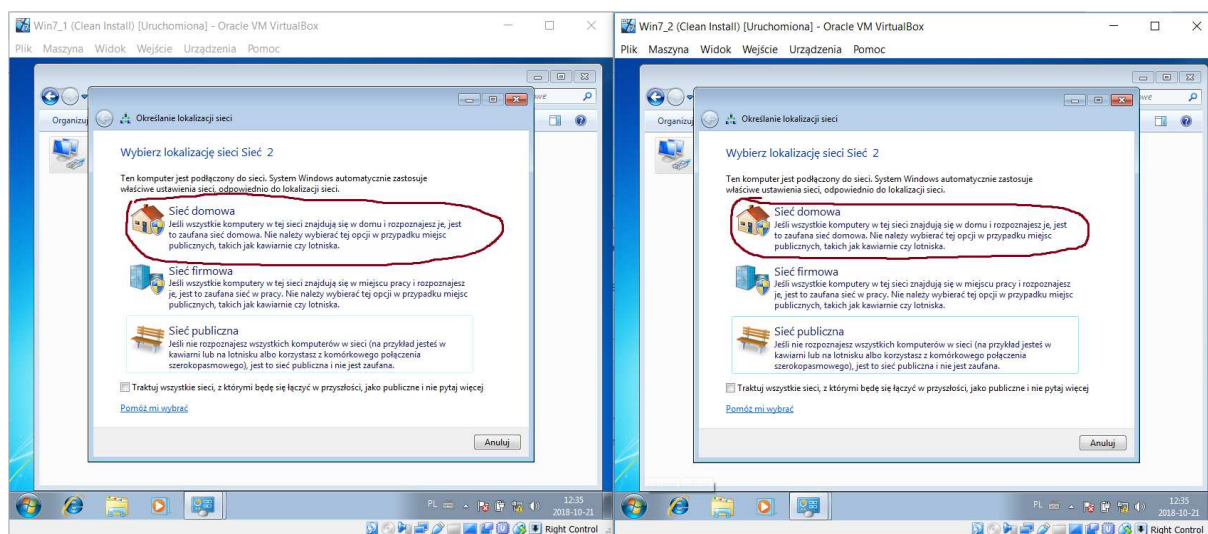 Win7_1 (Clean Install) [Uruchomiona] - Oracle VM VirtualBox
Plik Maszyna Widok Wejście Urządzenia Pomoc
Organizuj
owe
Określanie lokalizacji sieci
Wybierz lokalizację sieci Sieć 2
Ten komputer jest podłączony do sieci. System Windows automatycznie zastosuje
właściwe ustawienia sieci, odpowiednio do lokalizacji sieci.
Sieć domowa
Jeśli wszystkie komputery w tej sieci znajdują się w domu i rozpoznajesz je, jest
to zaufana sieć domowa. Nie należy wybierać tej opcji w przypadku miejsc
publicznych, takich jak kawiarnie czy lotniska.
Sieć firmowa
Jeśli wszystkie komputery w tej sieci znajdują się w miejscu pracy i rozpoznajesz
je, jest to zaufana sieć w pracy. Nie należy wybierać tej opcji w przypadku miejsc
publicznych, takich jak kawiarnie czy lotniska.
Sieć publiczna
Jeśli nie rozpoznajesz wszystkich komputerów w sieci (na przykład jesteś w
kawiarni lub na lotnisku albo korzystasz z komórkowego połączenia
szerokopasmowego), jest to sieć publiczna i nie jest zaufana.
Traktuj wszystkie sieci, z którymi będę się łączyć w przyszłości, jako publiczne i nie pytaj więcej
Pomóż mi wybrać
Anuluj
PL
12:35
2018-10-21
Right Control
Win7_2 (Clean Install) [Uruchomiona] - Oracle VM VirtualBox
Plik Maszyna Widok Wejście Urządzenia Pomoc
Organizuj
owe
Określanie lokalizacji sieci
Wybierz lokalizację sieci Sieć 2
Ten komputer jest podłączony do sieci. System Windows automatycznie zastosuje
właściwe ustawienia sieci, odpowiednio do lokalizacji sieci.
Sieć domowa
Jeśli wszystkie komputery w tej sieci znajdują się w domu i rozpoznajesz je, jest
to zaufana sieć domowa. Nie należy wybierać tej opcji w przypadku miejsc
publicznych, takich jak kawiarnie czy lotniska.
Sieć firmowa
Jeśli wszystkie komputery w tej sieci znajdują się w miejscu pracy i rozpoznajesz
je, jest to zaufana sieć w pracy. Nie należy wybierać tej opcji w przypadku miejsc
publicznych, takich jak kawiarnie czy lotniska.
Sieć publiczna
Jeśli nie rozpoznajesz wszystkich komputerów w sieci (na przykład jesteś w
kawiarni lub na lotnisku albo korzystasz z komórkowego połączenia
szerokopasmowego), jest to sieć publiczna i nie jest zaufana.
Traktuj wszystkie sieci, z którymi będę się łączyć w przyszłości, jako publiczne i nie pytaj więcej
Pomóż mi wybrać
Anuluj
PL
12:35
2018-10-21
Right Control